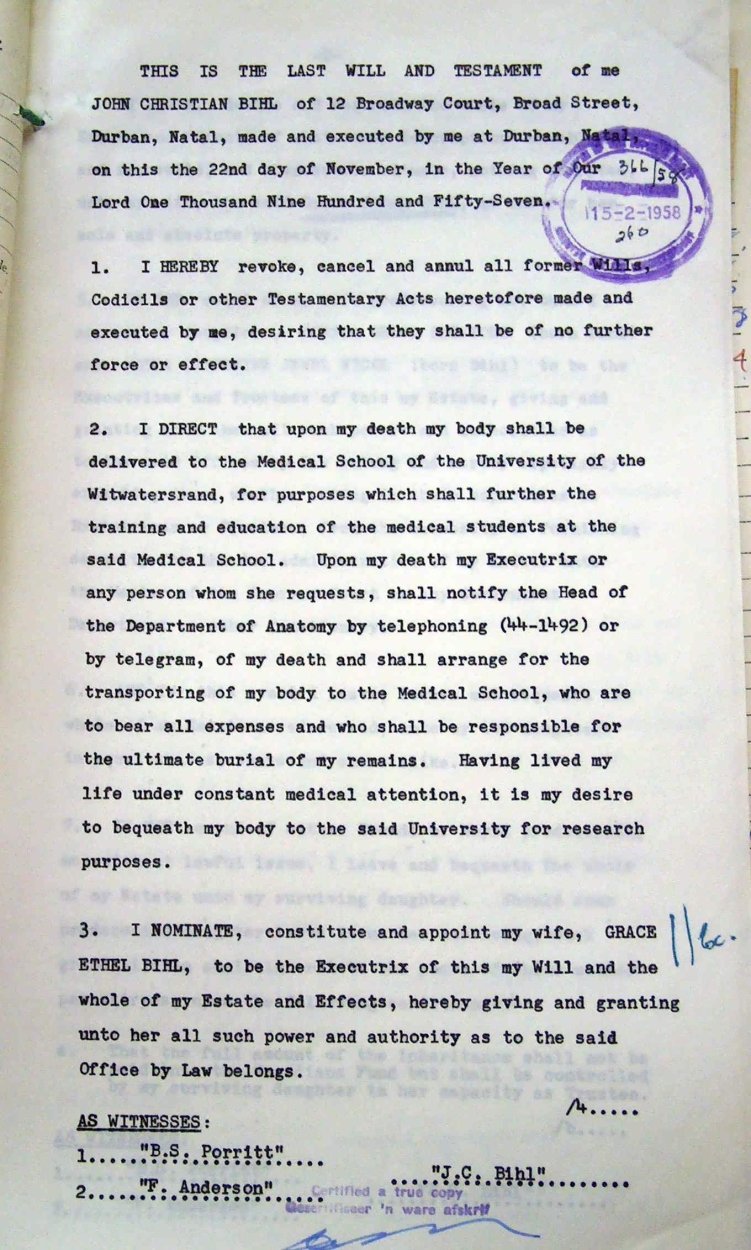 THIS IS THE LAST WILL AND TESTAMENT of me
JOHN CHRISTIAN BIHL of 12 Broadway Court, Broad Street,
Durban, Natal, made and executed by me at Durban, Natal,
on this the 22nd day of November, in the Year of Our
Lord One Thousand Nine Hundred and Fifty-Seven.
366/58
15-2-1958
260
1. I HEREBY revoke, cancel and annul all former Wills,
Codicils or other Testamentary Acts heretofore made and
executed by me, desiring that they shall be of no further
force or effect.
2. I DIRECT that upon my death my body shall be
delivered to the Medical School of the University of the
Witwatersrand, for purposes which shall further the
training and education of the medical students at the
said Medical School. Upon my death my Executrix or
any person whom she requests, shall notify the Head of
the Department of Anatomy by telephoning (44-1492) or
by telegram, of my death and shall arrange for the
transporting of my body to the Medical School, who are
to bear all expenses and who shall be responsible for
the ultimate burial of my remains. Having lived my
life under constant medical attention, it is my desire
to bequeath my body to the said University for research
purposes.
3. I NOMINATE, constitute and appoint my wife, GRACE
ETHEL BIHL, to be the Executrix of this my Will and the
whole of my Estate and Effects, hereby giving and granting
unto her all such power and authority as to the said
Office by Law belongs.
/4.....
AS WITNESSES:
1......"B.S. Porritt"....
"J.C. Bihl"
2......"F. Anderson"
Certified a true copy
Gesertifiseer 'n ware afskrif